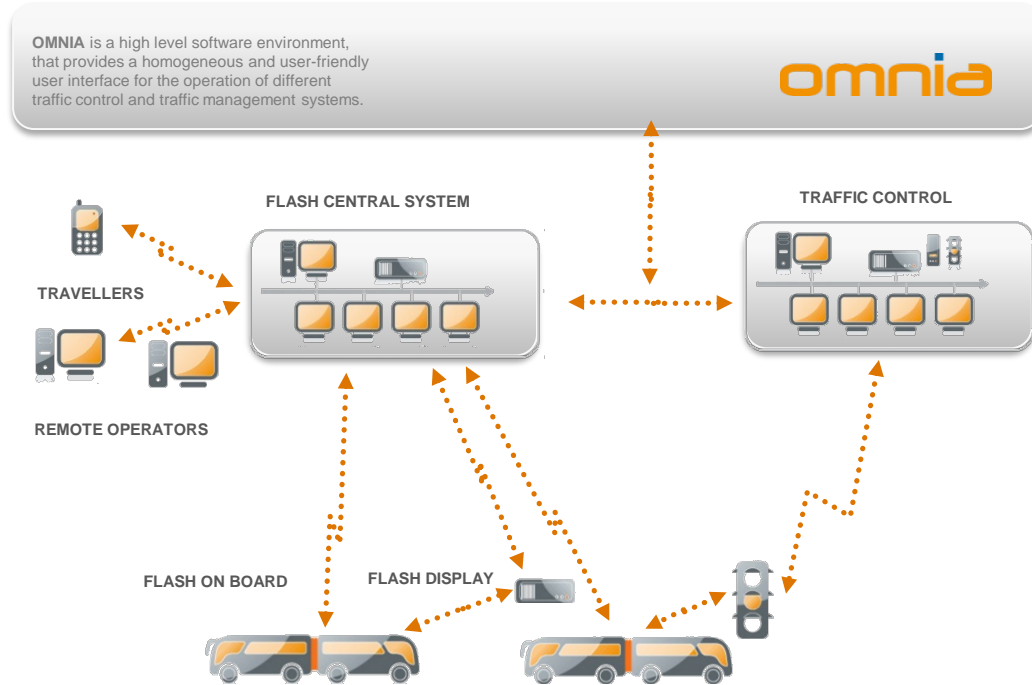 OMNIA is a high level software environment,
that provides a homogeneous and user-friendly
user interface for the operation of different
traffic control and traffic management systems.
omnia
FLASH CENTRAL SYSTEM
TRAFFIC CONTROL
TRAVELLERS
REMOTE OPERATORS
FLASH ON BOARD
FLASH DISPLAY